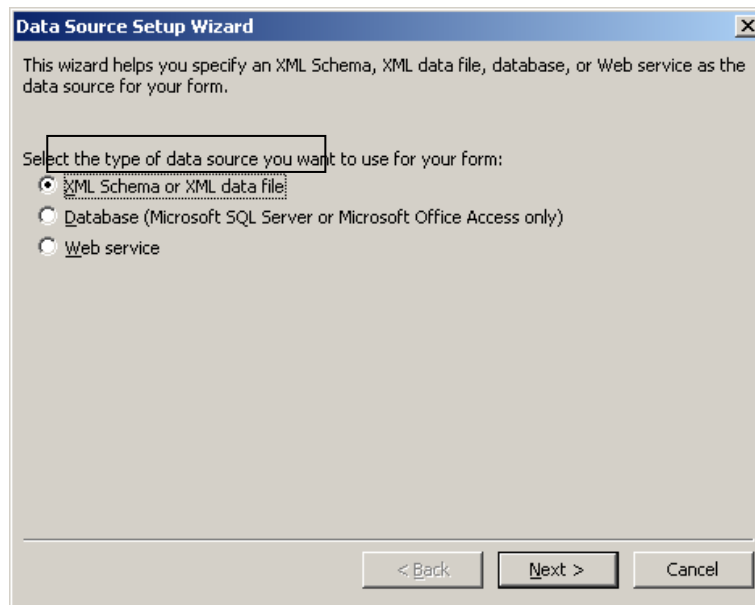 Data Source Setup Wizard
This wizard helps you specify an XML Schema, XML data file, database, or Web service as the
data source for your form.
Select the type of data source you want to use for your form:
XML Schema or XML data file
Database (Microsoft SQL Server or Microsoft Office Access only)
Web service
< Back Next > Cancel